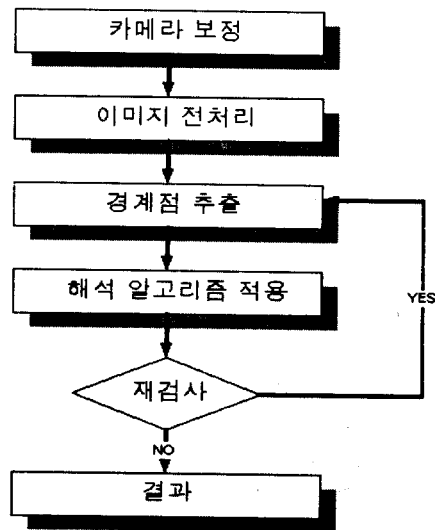 카메라 보정
이미지 전처리
경계점 추출
해석 알고리즘 적용
YES
재검사
NO
결과